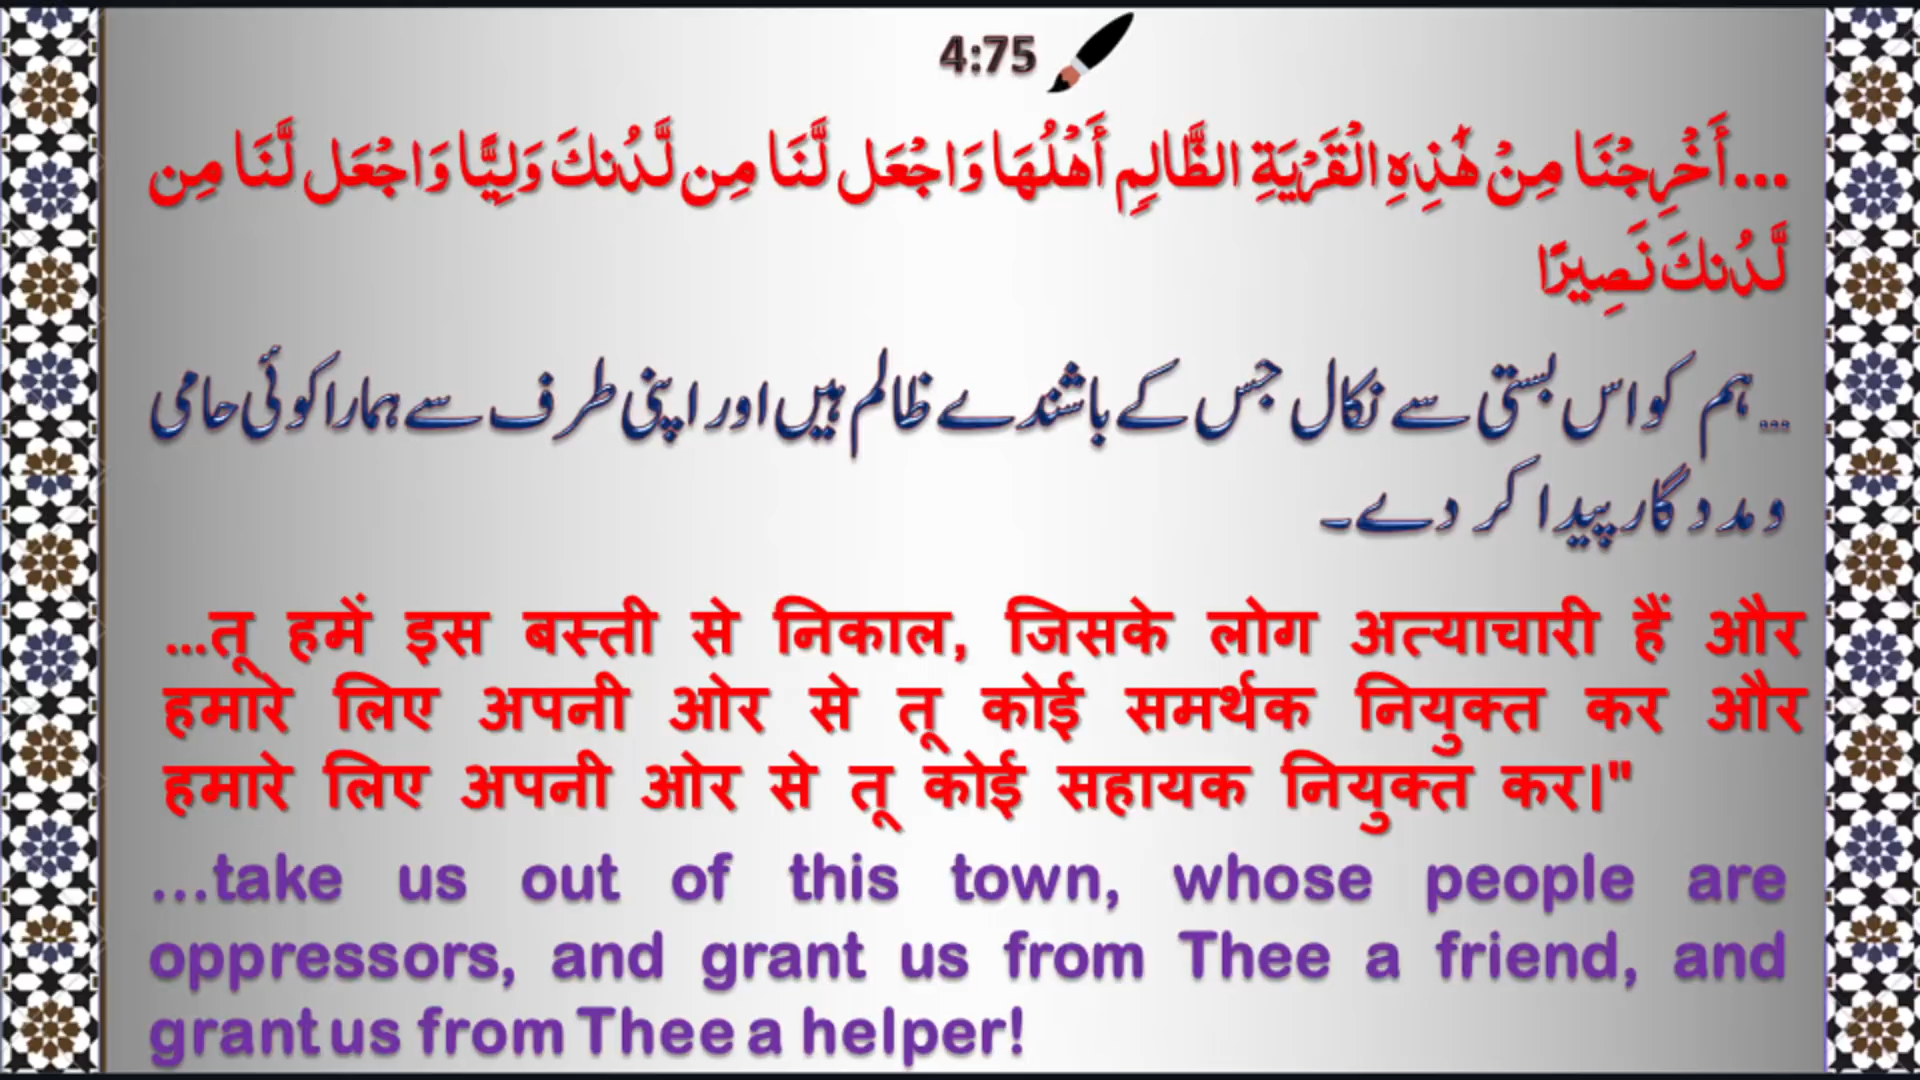 4:75
...أَخْرِجْنَا مِنْ هَٰذِهِ الْقَرْيَةِ الظَّالِمِ أَهْلُهَا وَاجْعَل لَّنَا مِن لَّدُنكَ وَلِيًّا وَاجْعَل لَّنَا مِن
لَّدُنكَ نَصِيرًا
... ہم کو اس بستی سے نکال جس کے باشندے ظالم ہیں اور اپنی طرف سے ہمارا کوئی حامی
و مدد گار پیدا کر دے۔
...तू हमें इस बस्ती से निकाल, जिसके लोग अत्याचारी हैं और
हमारे लिए अपनी ओर से तू कोई समर्थक नियुक्त कर और
हमारे लिए अपनी ओर से तू कोई सहायक नियुक्त कर।"
...take us out of this town, whose people are
oppressors, and grant us from Thee a friend, and
grant us from Thee a helper!